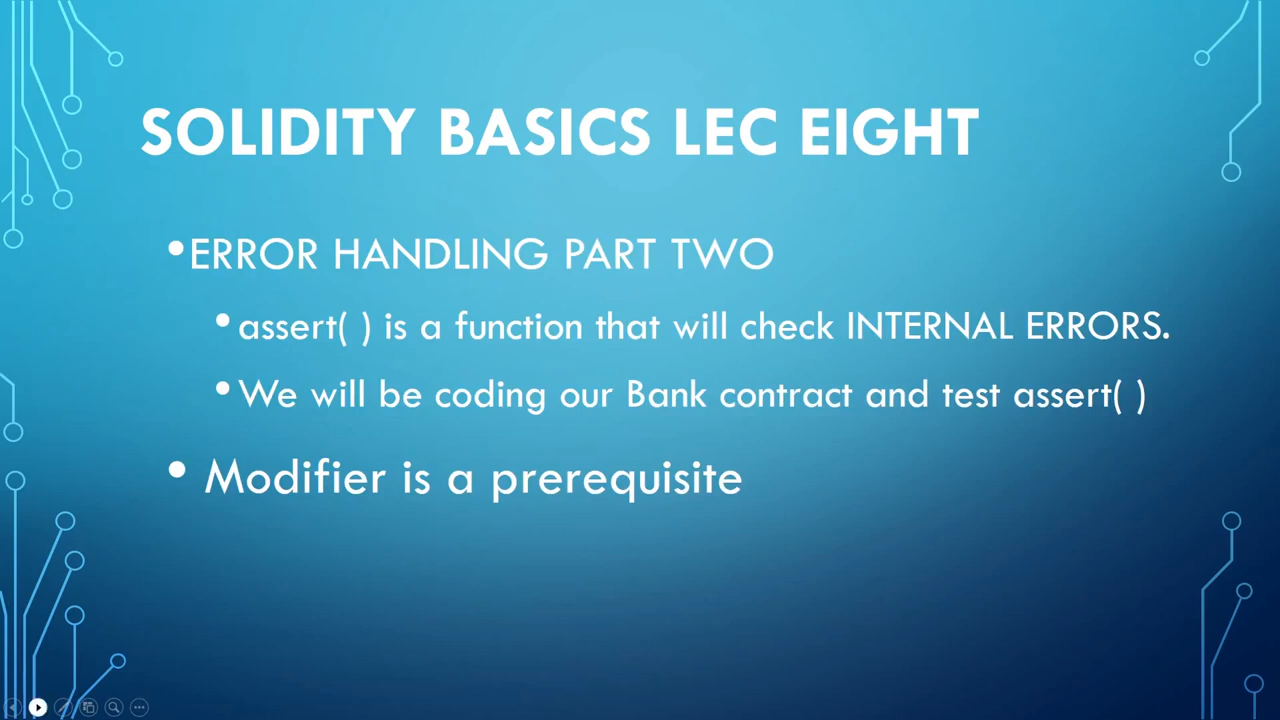 SOLIDITY BASICS LEC EIGHT
•ERROR HANDLING PART TWO
•assert( ) is a function that will check INTERNAL ERRORS.
•We will be coding our Bank contract and test assert( )
• Modifier is a prerequisite